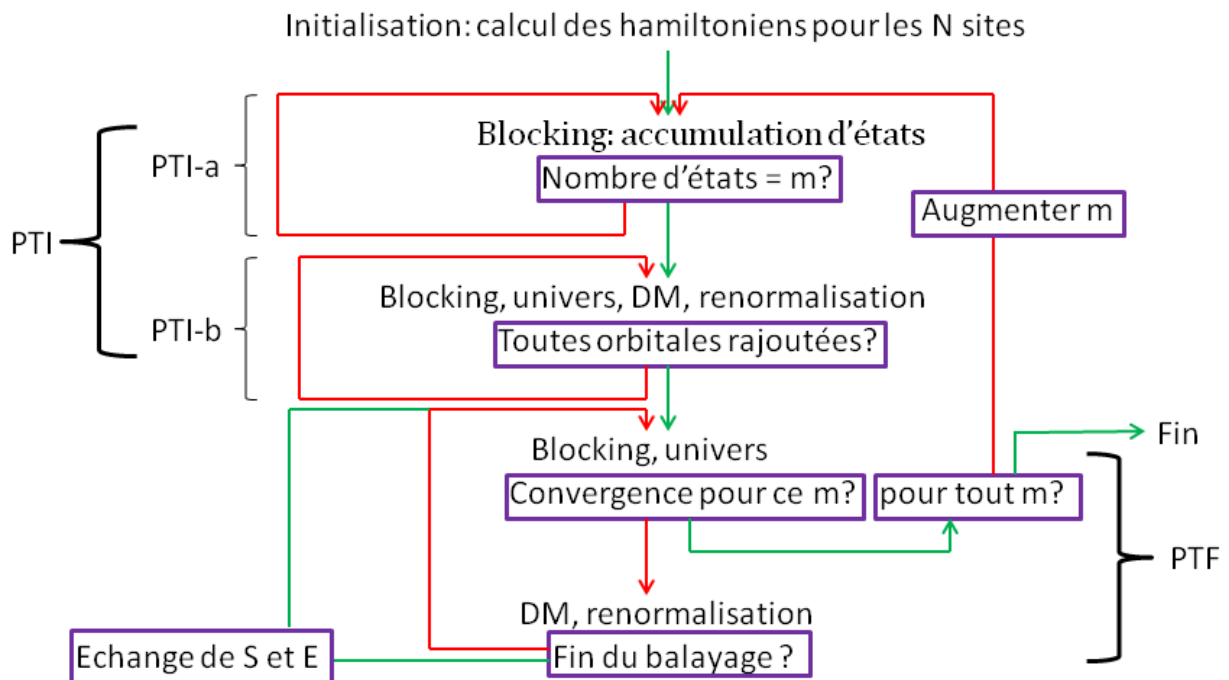 Initialisation: calcul des hamiltoniens pour les N sites
Blocking: accumulation d'états
PTI-a
Nombre d'états = m?
Augmenter m
PTI
Blocking, univers, DM, renormalisation
PTI-b
Toutes orbitales rajoutées?
Fin
Blocking, univers
Convergence pour ce m?
pour tout m?
PTF
DM, renormalisation
Echange de S et E
Fin du balayage ?